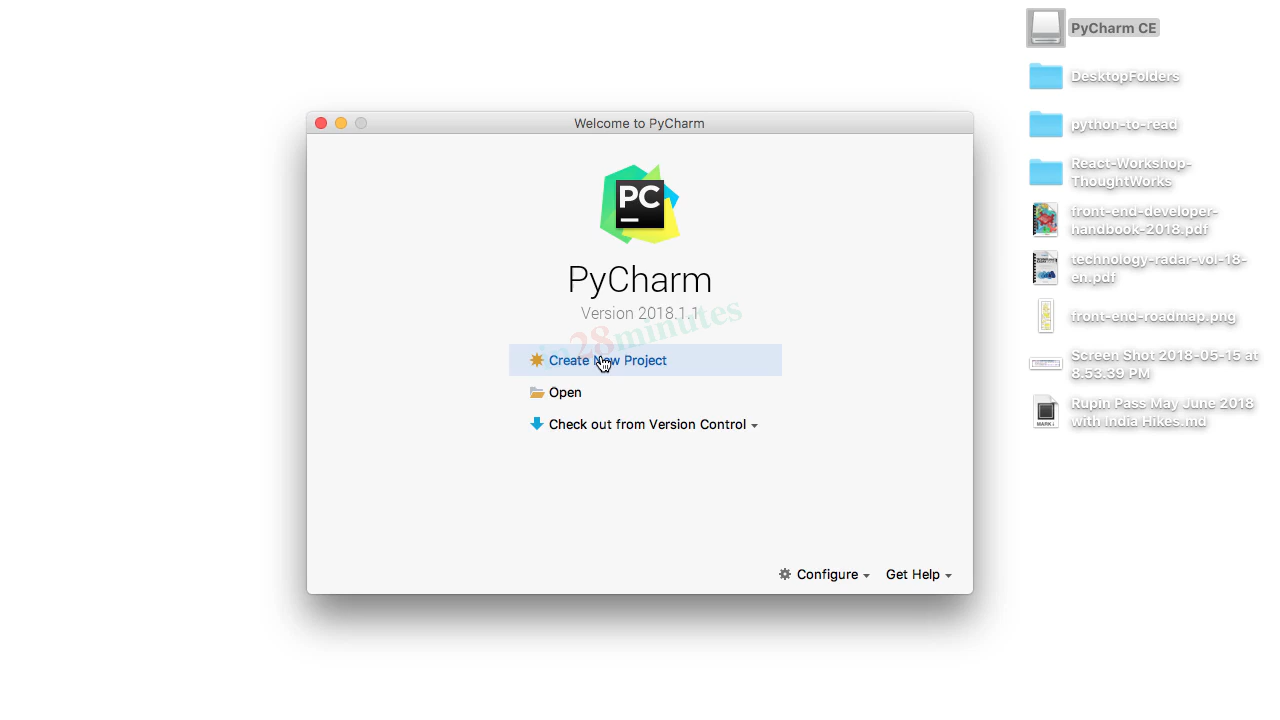 PyCharm CE
DesktopFolders
python-to-read
React-Workshop-
ThoughtWorks
front-end-developer-
handbook-2018.pdf
technology-radar-vol-18-
en.pdf
front-end-roadmap.png
Screen Shot 2018-05-15 at
8.53.39 PM
Rupin Pass May June 2018
with India Hikes.md
Welcome to PyCharm
PC
PyCharm
Version 2018.1.1
in28minutes
Create New Project
Open
Check out from Version Control
Configure
Get Help